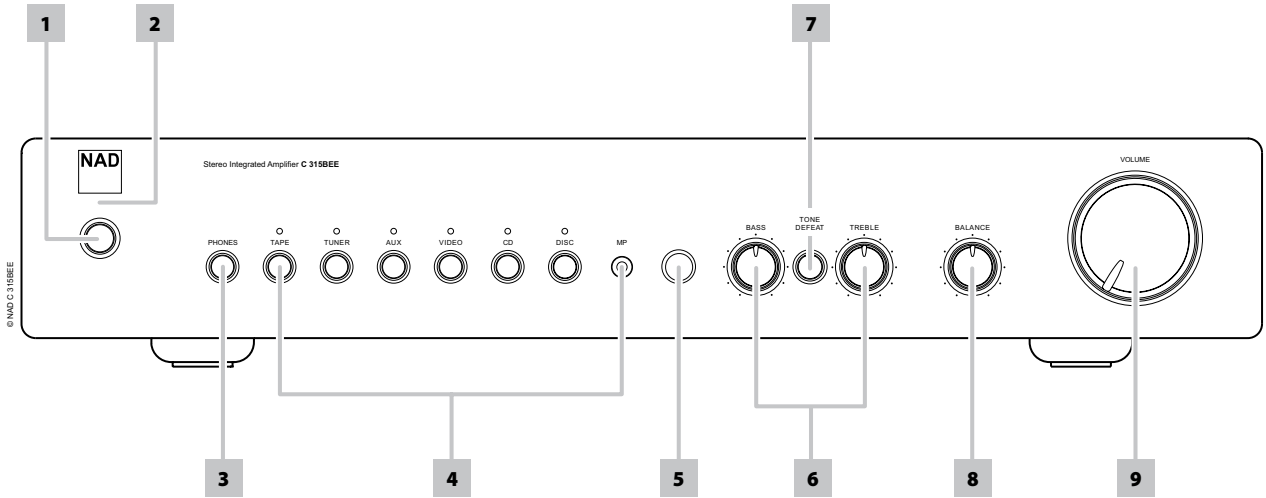 1 2 7
NAD
Stereo Integrated Amplifier C 315BEE
VOLUME
PHONES TAPE TUNER AUX VIDEO CD DISC MP
BASS TONE DEFEAT TREBLE BALANCE
© NAD C 315BEE
3 4 5 6 8 9